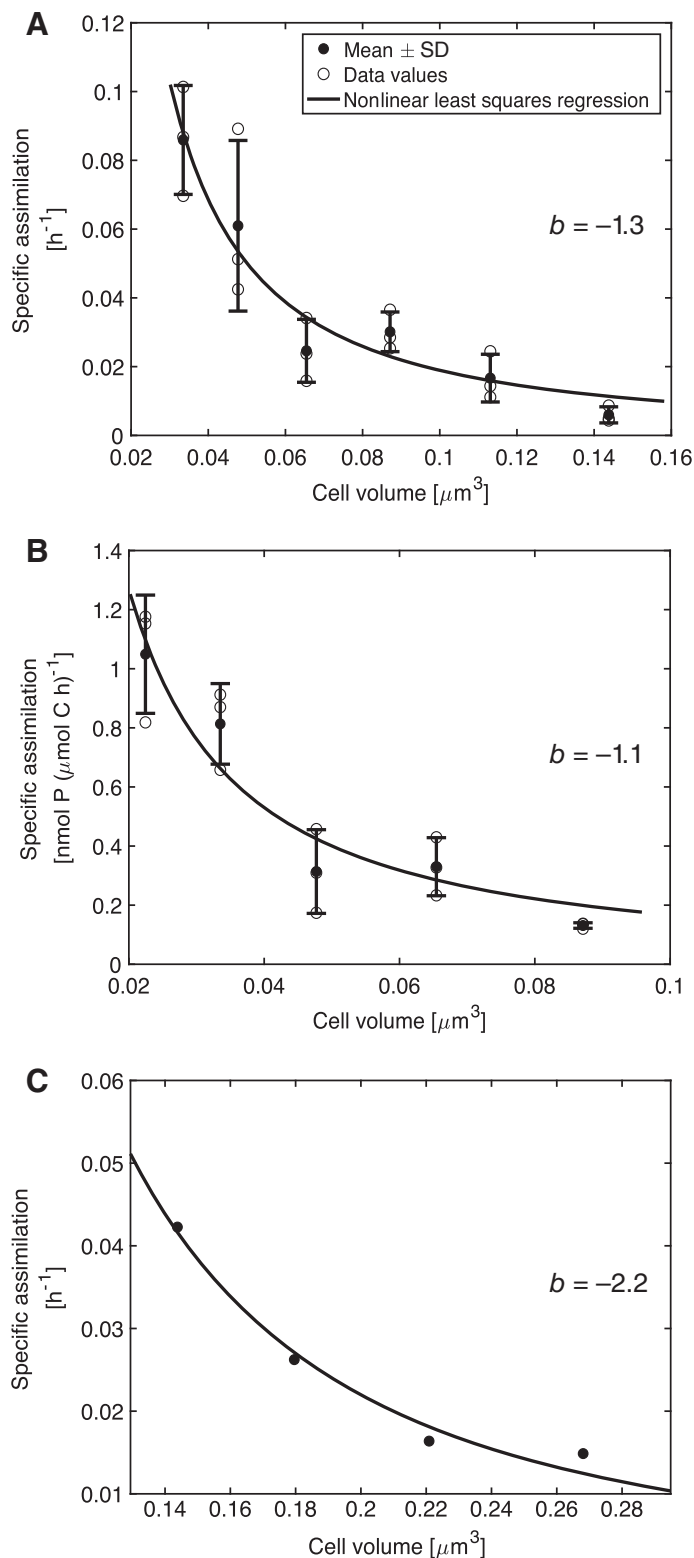 A
0.12
0.1
0.08
0.06
0.04
0.02
0
Specific assimilation
[h⁻¹]
Mean ± SD
Data values
Nonlinear least squares regression
b = −1.3
0.02 0.04 0.06 0.08 0.1 0.12 0.14 0.16
Cell volume [μm³]
B
1.4
1.2
1
0.8
0.6
0.4
0.2
0
Specific assimilation
[nmol P (μmol C h)⁻¹]
b = −1.1
0.02 0.04 0.06 0.08 0.1
Cell volume [μm³]
C
0.06
0.05
0.04
0.03
0.02
0.01
Specific assimilation
[h⁻¹]
b = −2.2
0.14 0.16 0.18 0.2 0.22 0.24 0.26 0.28
Cell volume [μm³]